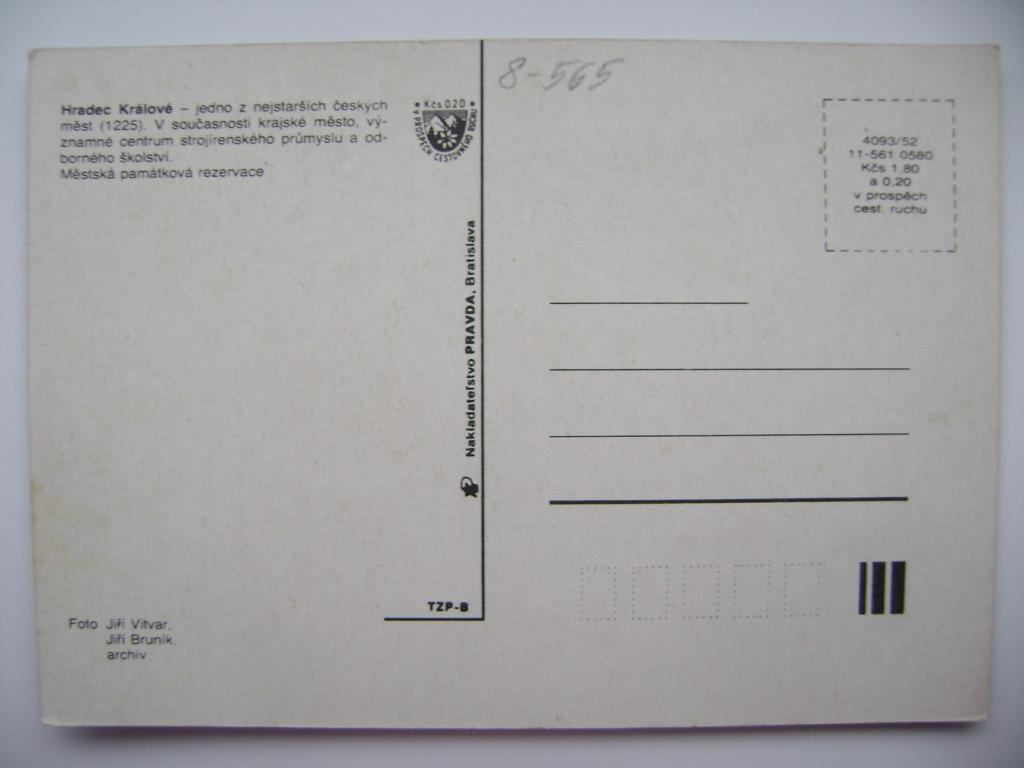 8-565
Hradec Králové – jedno z nejstarších českých
měst (1225). V současnosti krajské město, vý-
znamné centrum strojírenského průmyslu a od-
borného školství.
Městská památková rezervace
• Kčs 0,20 •
V PROSPĚCH CESTOVNÉHO RUCHU
4093/52
11-561 0580
Kčs 1,80
a 0,20
v prospěch
cest. ruchu
Nakladateľstvo PRAVDA, Bratislava
TZP-B
Foto Jiří Vitvar,
Jiří Bruník,
archiv